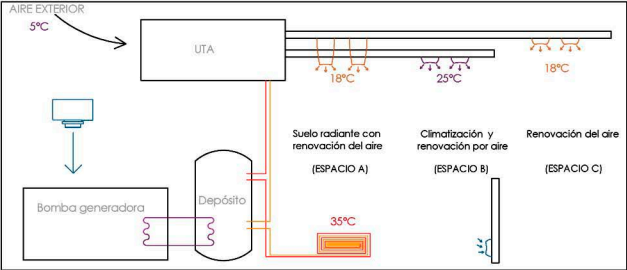 AIRE EXTERIOR
5ºC
UTA
18ºC
25ºC
18ºC
Suelo radiante con
renovación del aire
(ESPACIO A)
Climatización y
renovación por aire
(ESPACIO B)
Renovación del aire
(ESPACIO C)
Bomba generadora
Depósito
35ºC